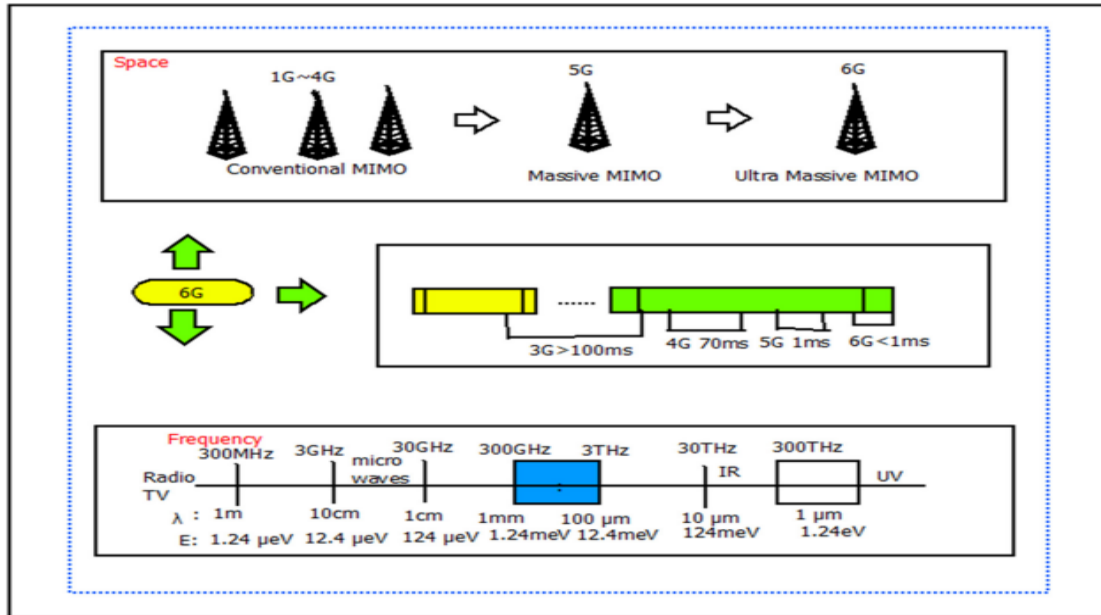 Space
1G~4G
5G
6G
Conventional MIMO
Massive MIMO
Ultra Massive MIMO
6G
......
3G>100ms
4G 70ms
5G 1ms
6G<1ms
Frequency
300MHz 3GHz 30GHz 300GHz 3THz 30THz 300THz
Radio
TV
micro
waves
IR
UV
λ : 1m 10cm 1cm 1mm 100 μm 10 μm 1 μm
E: 1.24 μeV 12.4 μeV 124 μeV 1.24meV 12.4meV 124meV 1.24eV